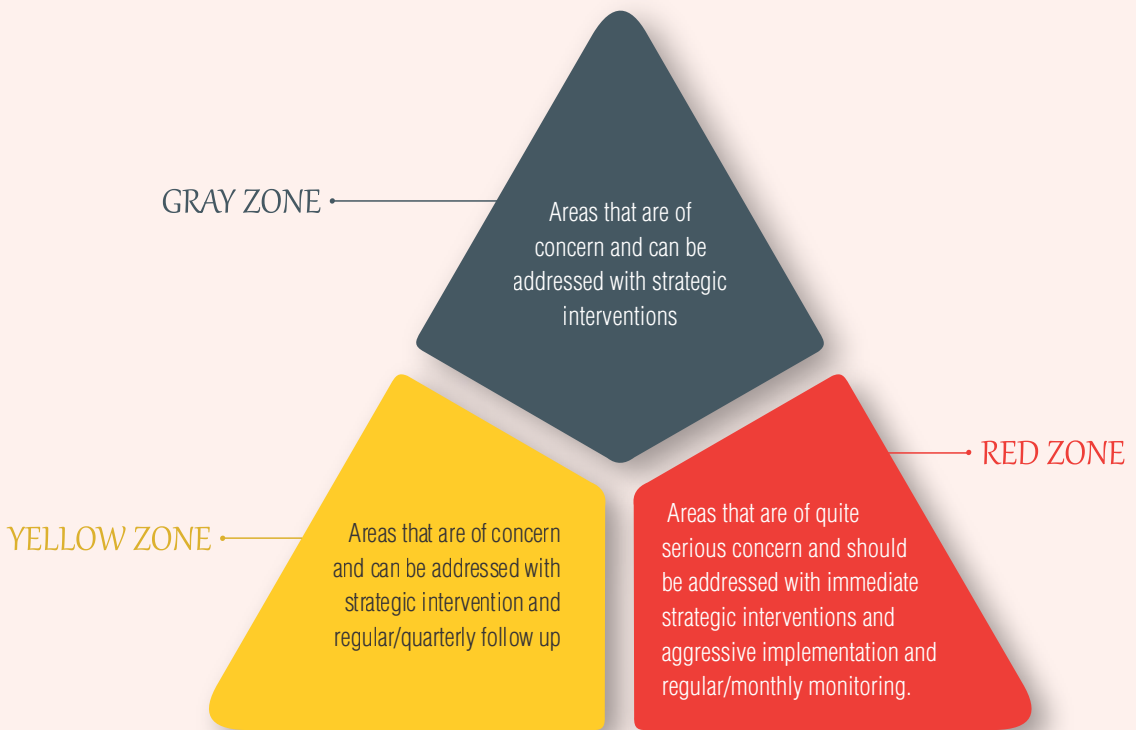 GRAY ZONE
Areas that are of
concern and can be
addressed with strategic
interventions
YELLOW ZONE
Areas that are of concern
and can be addressed with
strategic intervention and
regular/quarterly follow up
RED ZONE
Areas that are of quite
serious concern and should
be addressed with immediate
strategic interventions and
aggressive implementation and
regular/monthly monitoring.